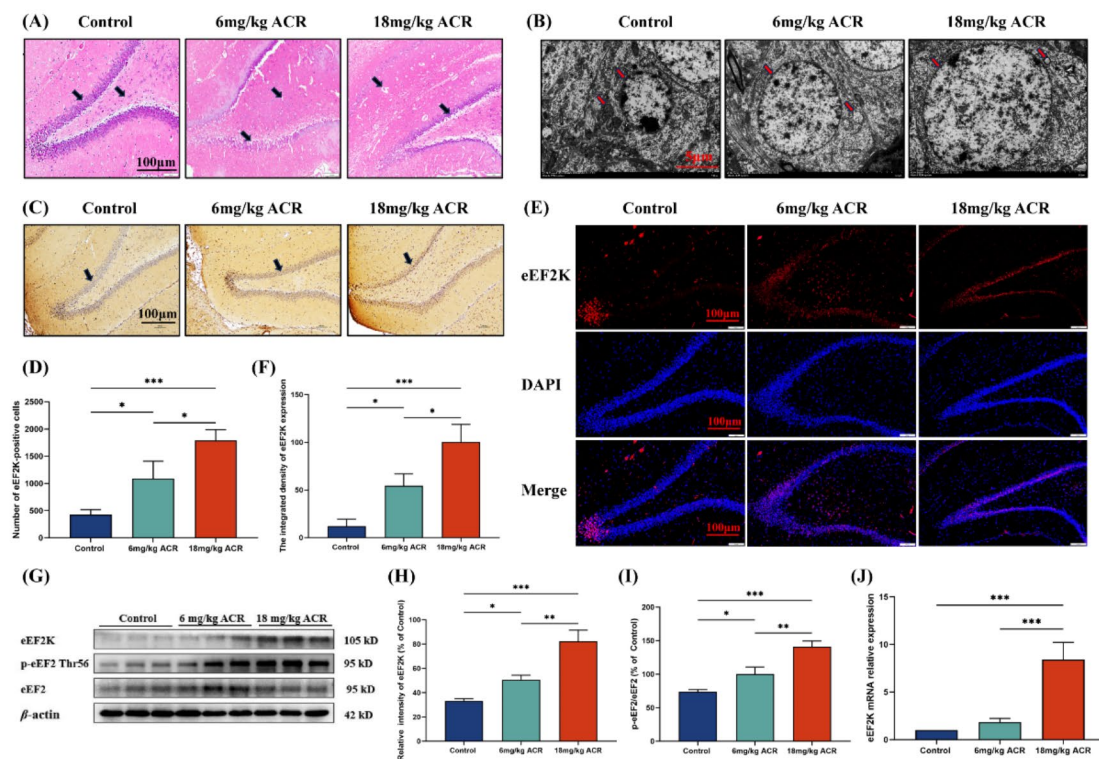 (A)
Control
6mg/kg ACR
18mg/kg ACR
100μm
(B)
Control
6mg/kg ACR
18mg/kg ACR
(C)
Control
6mg/kg ACR
18mg/kg ACR
100μm
(D)
***
*
*
Number of eEF2K-positive cells
2500
2000
1500
1000
500
0
Control
6mg/kg ACR
18mg/kg ACR
(F)
***
*
*
The integrated density of eEF2K expression
150
100
50
0
Control
6mg/kg ACR
18mg/kg ACR
(E)
Control
6mg/kg ACR
18mg/kg ACR
eEF2K
100μm
DAPI
100μm
Merge
100μm
(G)
Control
6 mg/kg ACR
18 mg/kg ACR
eEF2K
105 kD
p-eEF2 Thr56
95 kD
eEF2
95 kD
β-actin
42 kD
(H)
***
*
**
Relative intensity of eEF2K (% of Control)
100
80
60
40
20
0
Control
6mg/kg ACR
18mg/kg ACR
(I)
***
*
**
p-eEF2/eEF2 (% of Control)
200
150
100
50
0
Control
6mg/kg ACR
18mg/kg ACR
(J)
***
***
eEF2K mRNA relative expression
15
10
5
0
Control
6mg/kg ACR
18mg/kg ACR